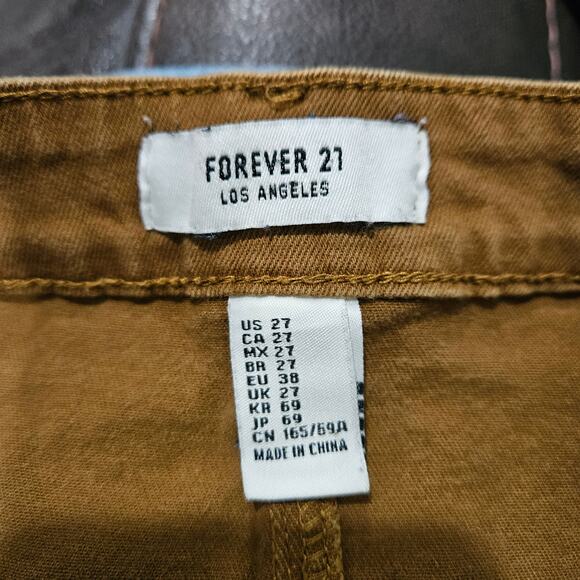 FOREVER 21
LOS ANGELES
US 27
CA 27
MX 27
BR 27
EU 38
UK 27
KR 69
JP 69
CN 165/69A
MADE IN CHINA